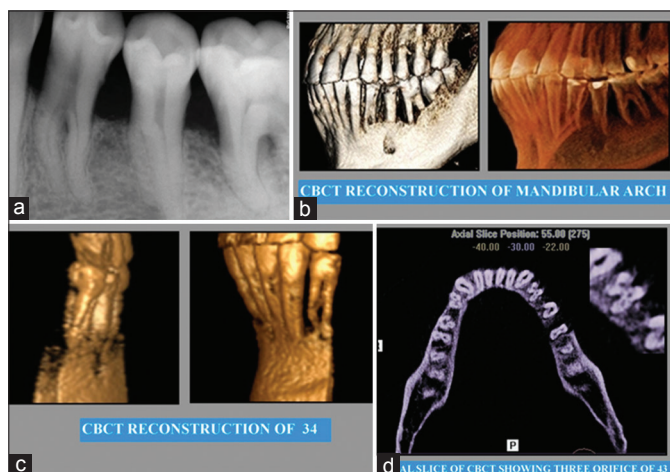 a
b
CBCT RECONSTRUCTION OF MANDIBULAR ARCH
c
CBCT RECONSTRUCTION OF 34
Axial Slice Position: 55.00 (275)
-40.00 -30.00 -22.00
P
d
AL SLICE OF CBCT SHOWING THREE ORIFICE OF 43